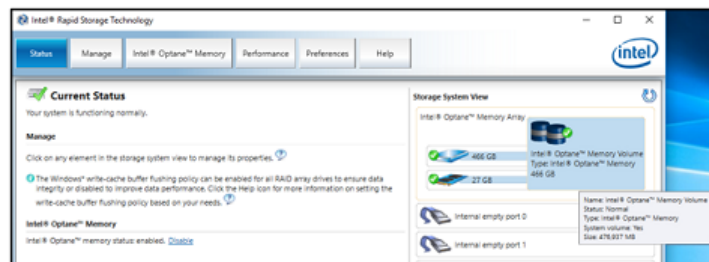 Intel® Rapid Storage Technology
Status Manage Intel® Optane™ Memory Performance Preferences Help
intel
Current Status
Your system is functioning normally.
Manage
Click on any element in the storage system view to manage its properties.
The Windows* write-cache buffer flushing policy can be enabled for all RAID
array drives to ensure data integrity or disabled to improve data performance. Click the Help icon for more information on setting the
write-cache buffer flushing policy based on your needs.
Intel® Optane™ Memory
Intel® Optane™ memory status: enabled. Disable
Storage System View
Intel® Optane™ Memory Array
466 GB
27 GB
Intel® Optane™ Memory Volume
Type: Intel® Optane™ Memory
466 GB
Internal empty port 0
Internal empty port 1
Name: Intel® Optane™ Memory Volume
Status: Normal
Type: Intel® Optane™ Memory
System volume: Yes
Size: 476,937 MB